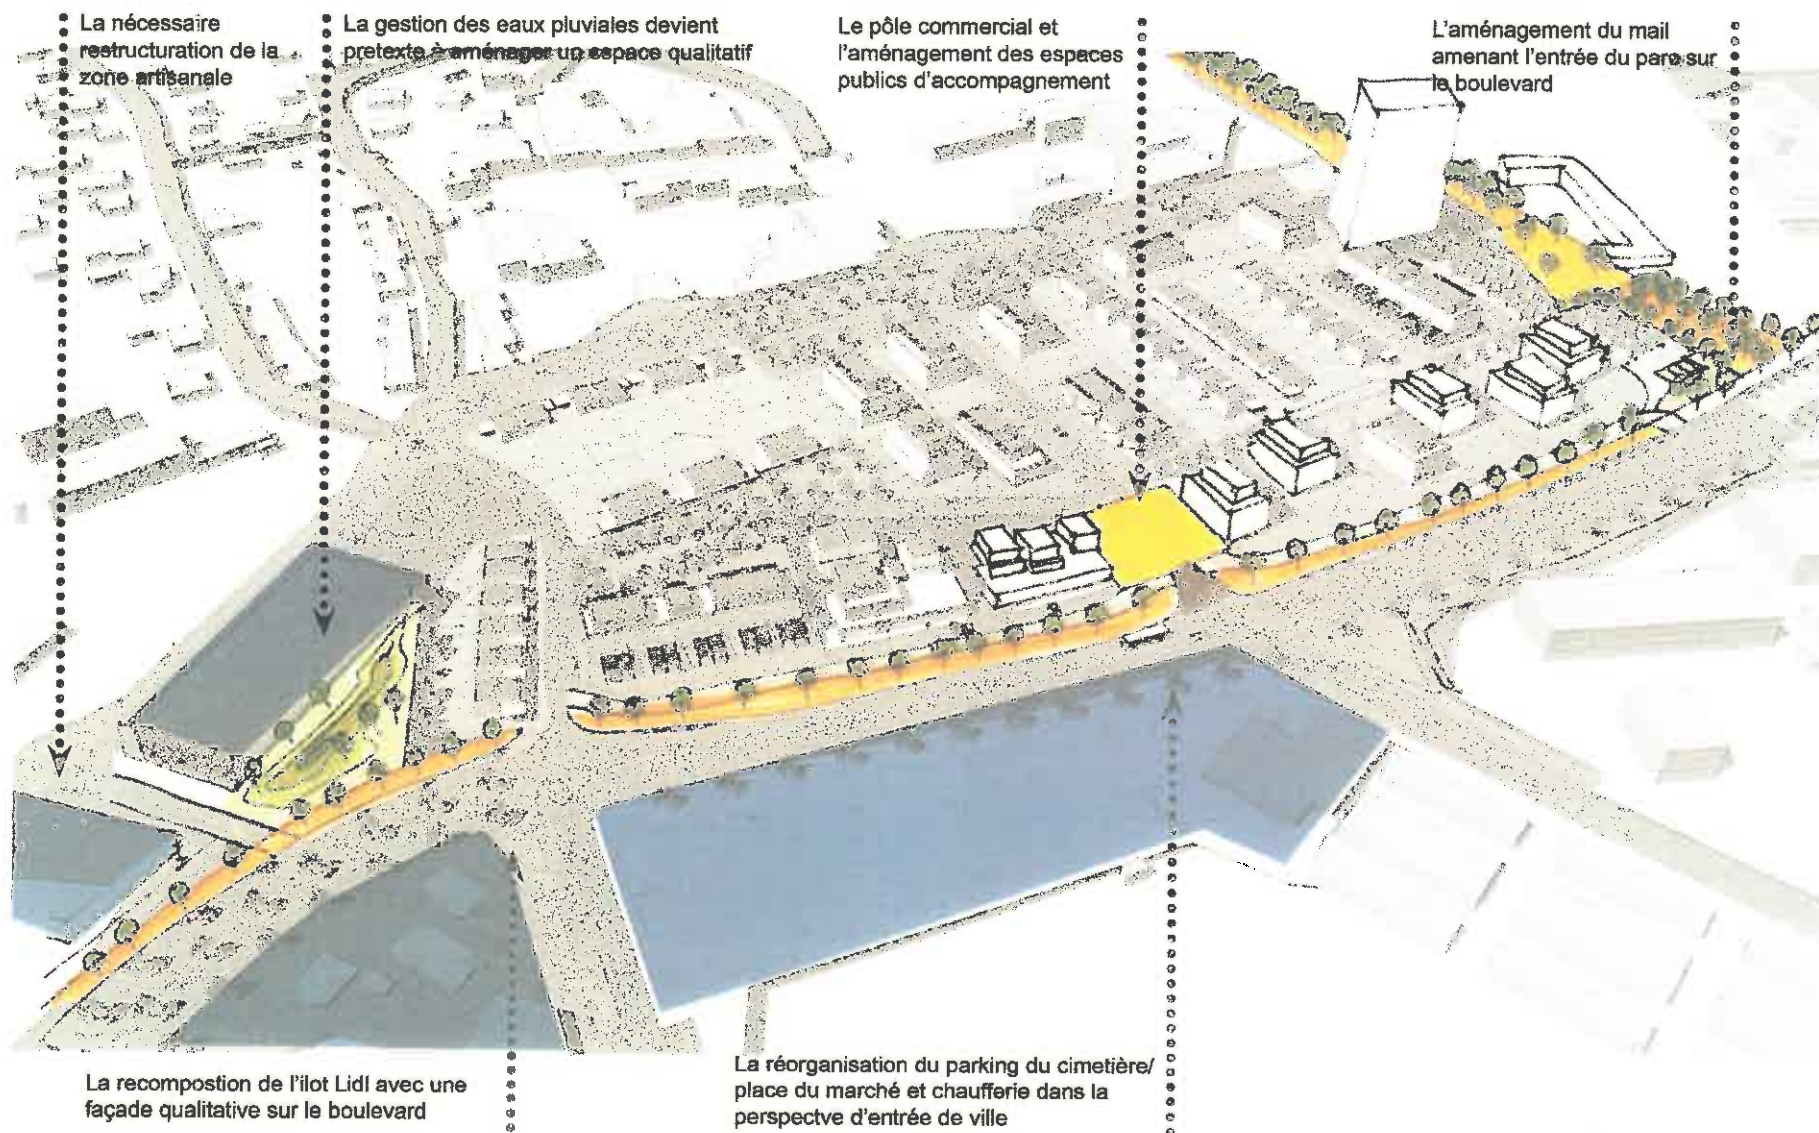 La nécessaire
restructuration de la
zone artisanale
La gestion des eaux pluviales devient
pretexte à aménager un espace qualitatif
Le pôle commercial et
l'aménagement des espaces
publics d'accompagnement
L'aménagement du mail
amenant l'entrée du parc sur
le boulevard
La recompostion de l'ilot Lidl avec une
façade qualitative sur le boulevard
La réorganisation du parking du cimetière/
place du marché et chaufferie dans la
perspectve d'entrée de ville